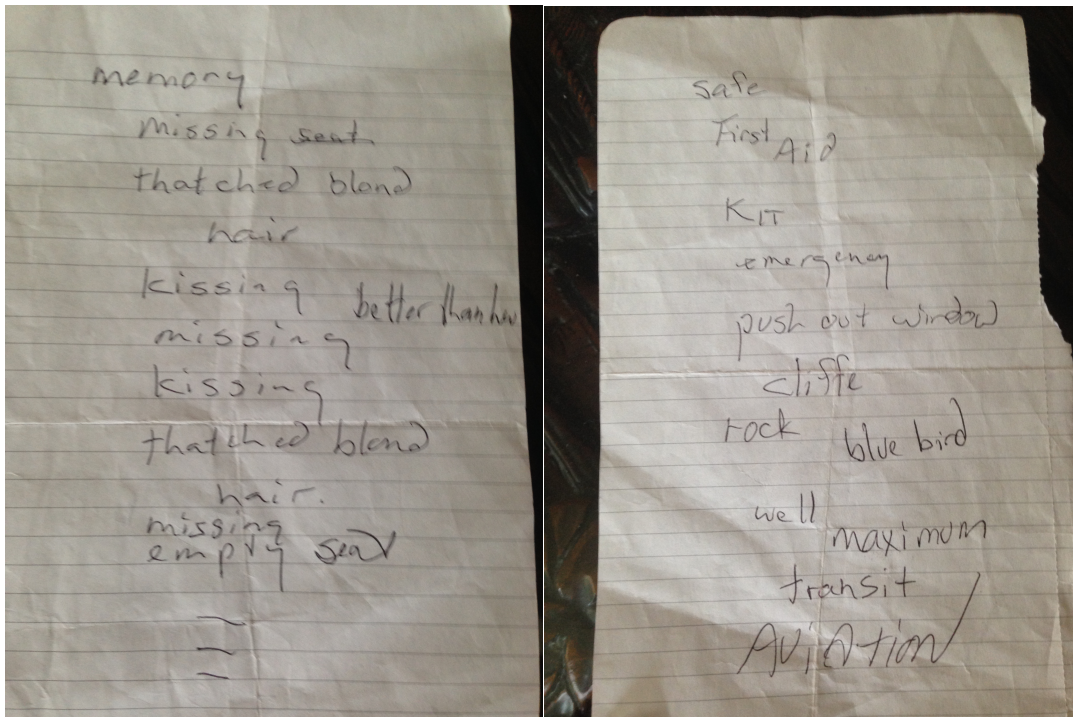 memory
missing seat
thatched blond
hair
kissing better than
missing
kissing
thatched blond
hair.
missing
empty seat
safe
First Aid
KIT
emergency
push out window
cliffe
rock blue bird
well
maximum
transit
Aviation